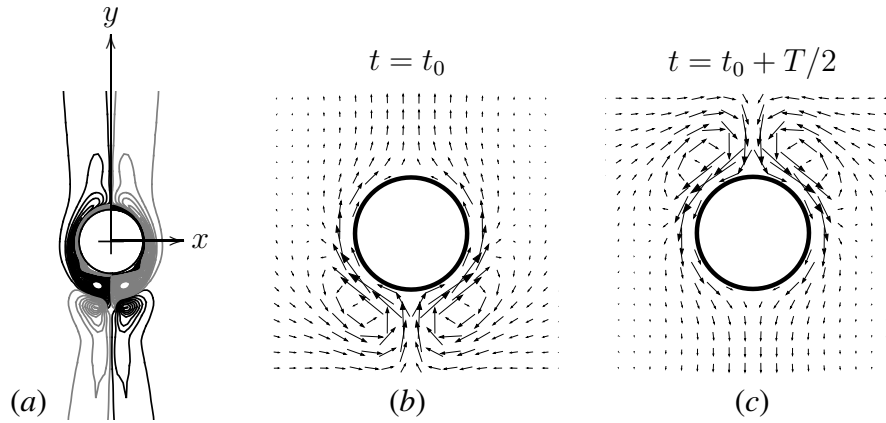 y
t = t₀
t = t₀ + T/2
x
(a)
(b)
(c)